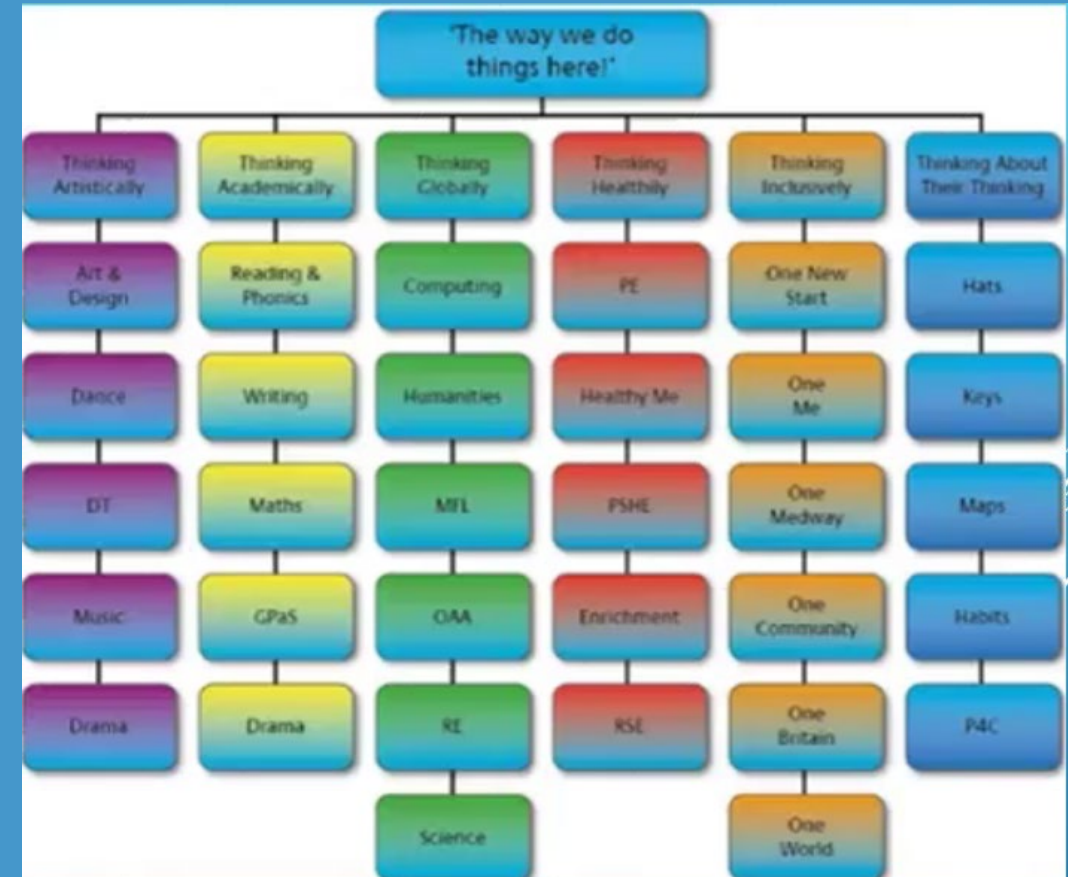 'The way we do
things here!'
Thinking
Artistically
Thinking
Academically
Thinking
Globally
Thinking
Healthily
Thinking
Inclusively
Thinking About
Their Thinking
Art &
Design
Reading &
Phonics
Computing
PE
One New
Start
Hats
Dance
Writing
Humanities
Healthy Me
One
Me
Keys
DT
Maths
MFL
PSHE
One
Medway
Maps
Music
GPaS
OAA
Enrichment
One
Community
Habits
Drama
Drama
RE
RSE
One
Britain
P4C
Science
One
World